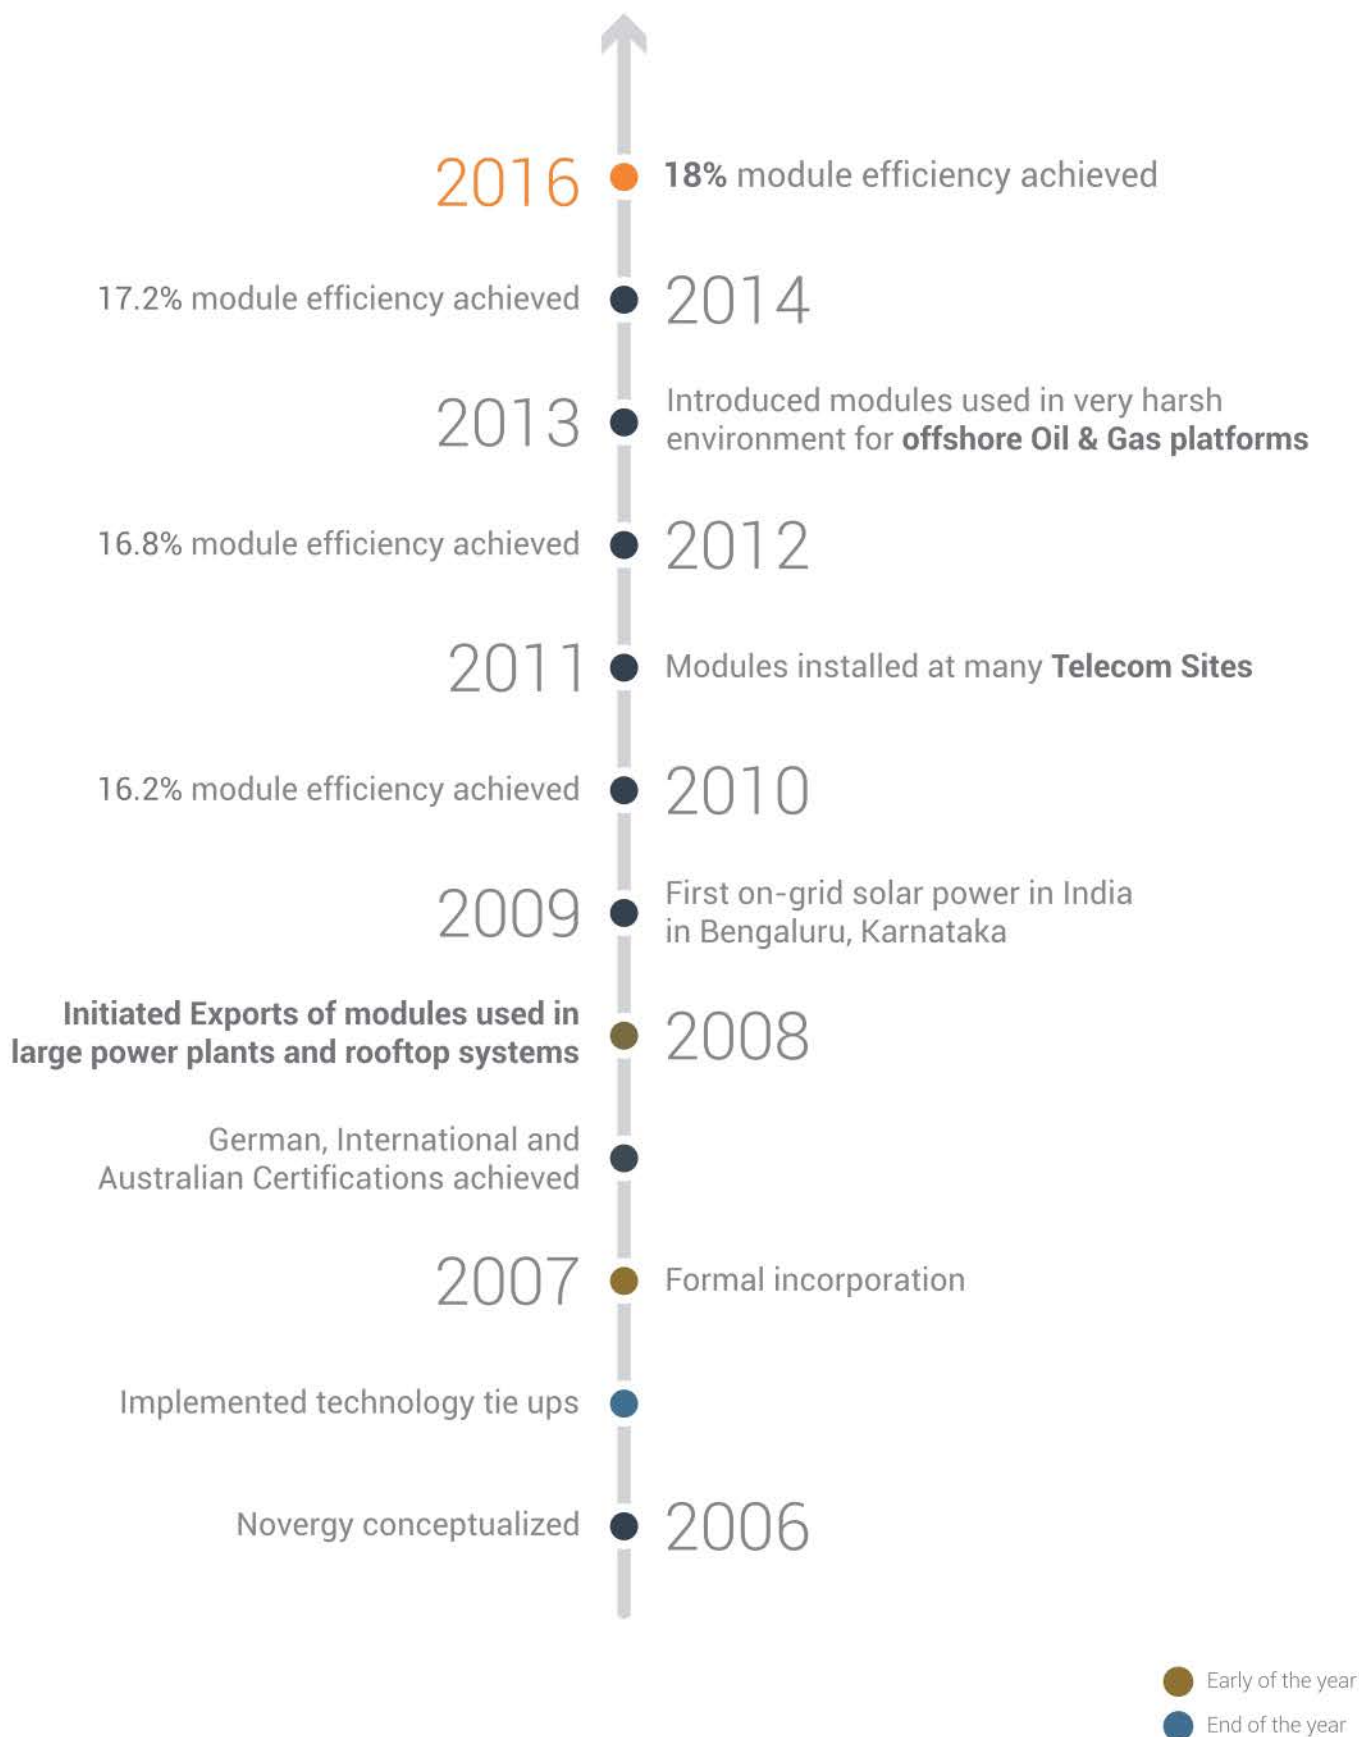 2016
18% module efficiency achieved
17.2% module efficiency achieved
2014
2013
Introduced modules used in very harsh
environment for offshore Oil & Gas platforms
16.8% module efficiency achieved
2012
2011
Modules installed at many Telecom Sites
16.2% module efficiency achieved
2010
2009
First on-grid solar power in India
in Bengaluru, Karnataka
Initiated Exports of modules used in
large power plants and rooftop systems
2008
German, International and
Australian Certifications achieved
2007
Formal incorporation
Implemented technology tie ups
Novergy conceptualized
2006
Early of the year
End of the year